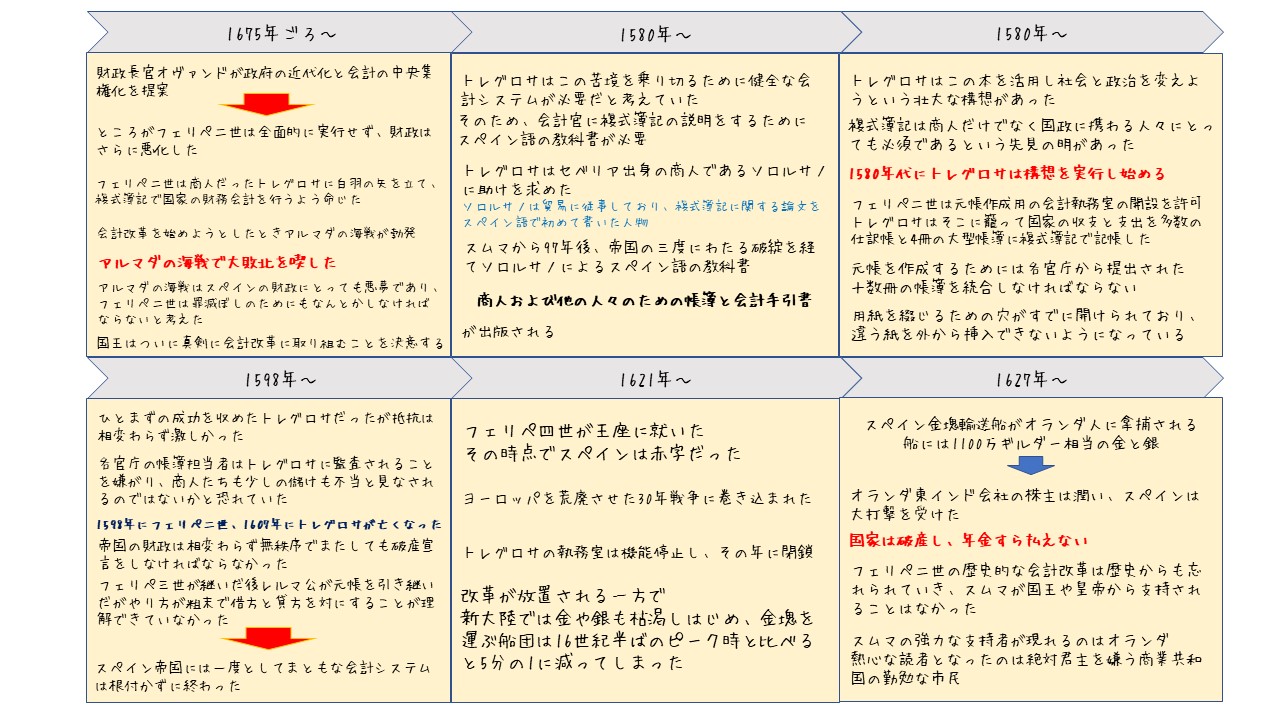 1675年ごろ～
財政長官オヴァンドが政府の近代化と会計の中央集
権化を提案
ところがフェリペ二世は全面的に実行せず、財政は
さらに悪化した
フェリペ二世は商人だったトレグロサに白羽の矢を立て、
複式簿記で国家の財務会計を行うよう命じた
会計改革を始めようとしたときアルマダの海戦が勃発
アルマダの海戦で大敗北を喫した
アルマダの海戦はスペインの財政にとっても悪夢であり、
フェリペ二世は罪滅ぼしのためにもなんとかしなければ
ならないと考えた
国王はついに真剣に会計改革に取り組むことを決意する
1580年～
トレグロサはこの苦境を乗り切るために健全な会
計システムが必要だと考えていた
そのため、会計官に複式簿記の説明をするために
スペイン語の教科書が必要
トレグロサはセベリア出身の商人であるソロルサノ
に助けを求めた
ソロルサノは貿易に従事しており、複式簿記に関する論文を
スペイン語で初めて書いた人物
スムマから97年後、帝国の三度にわたる破綻を経
てソロルサノによるスペイン語の教科書
商人および他の人々のための帳簿と会計手引書
が出版される
1580年～
トレグロサはこの本を活用し社会と政治を変えよ
うという壮大な構想があった
複式簿記は商人だけでなく国政に携わる人々にとっ
ても必須であるという先見の明があった
1580年代にトレグロサは構想を実行し始める
フェリペ二世は元帳作成用の会計執務室の開設を許可
トレグロサはそこに籠って国家の収支と支出を多数の
仕訳帳と4冊の大型帳簿に複式簿記で記帳した
元帳を作成するためには各官庁から提出された
十数冊の帳簿を統合しなければならない
用紙を綴じるための穴がすでに開けられており、
違う紙を外から挿入できないようになっている
1598年～
ひとまずの成功を収めたトレグロサだったが抵抗は
相変わらず激しかった
各官庁の帳簿担当者はトレグロサに監査されること
を嫌がり、商人たちも少しの儲けも不当と見なされ
るのではないかと恐れていた
1598年にフェリペ二世、1609年にトレグロサが亡くなった
帝国の財政は相変わらず無秩序でまたしても破産宣
言をしなければならなかった
フェリペ三世が継いだ後レルマ公が元帳を引き継い
だがやり方が粗末で借方と貸方を対にすることが理
解できていなかった
スペイン帝国には一度としてまともな会計システム
は根付かずに終わった
1621年～
フェリペ四世が王座に就いた
その時点でスペインは赤字だった
ヨーロッパを荒廃させた30年戦争に巻き込まれた
トレグロサの執務室は機能停止し、その年に閉鎖
改革が放置される一方で
新大陸では金や銀も枯渇しはじめ、金塊を
運ぶ船団は16世紀半ばのピーク時と比べる
と5分の1に減ってしまった
1627年～
スペイン金塊輸送船がオランダ人に拿捕される
船には1100万ギルダー相当の金と銀
オランダ東インド会社の株主は潤い、スペインは
大打撃を受けた
国家は破産し、年金すら払えない
フェリペ二世の歴史的な会計改革は歴史からも忘
れられていき、スムマが国王や皇帝から支持され
ることはなかった
スムマの強力な支持者が現れるのはオランダ
熱心な読者となったのは絶対君主を嫌う商業共和
国の勤勉な市民